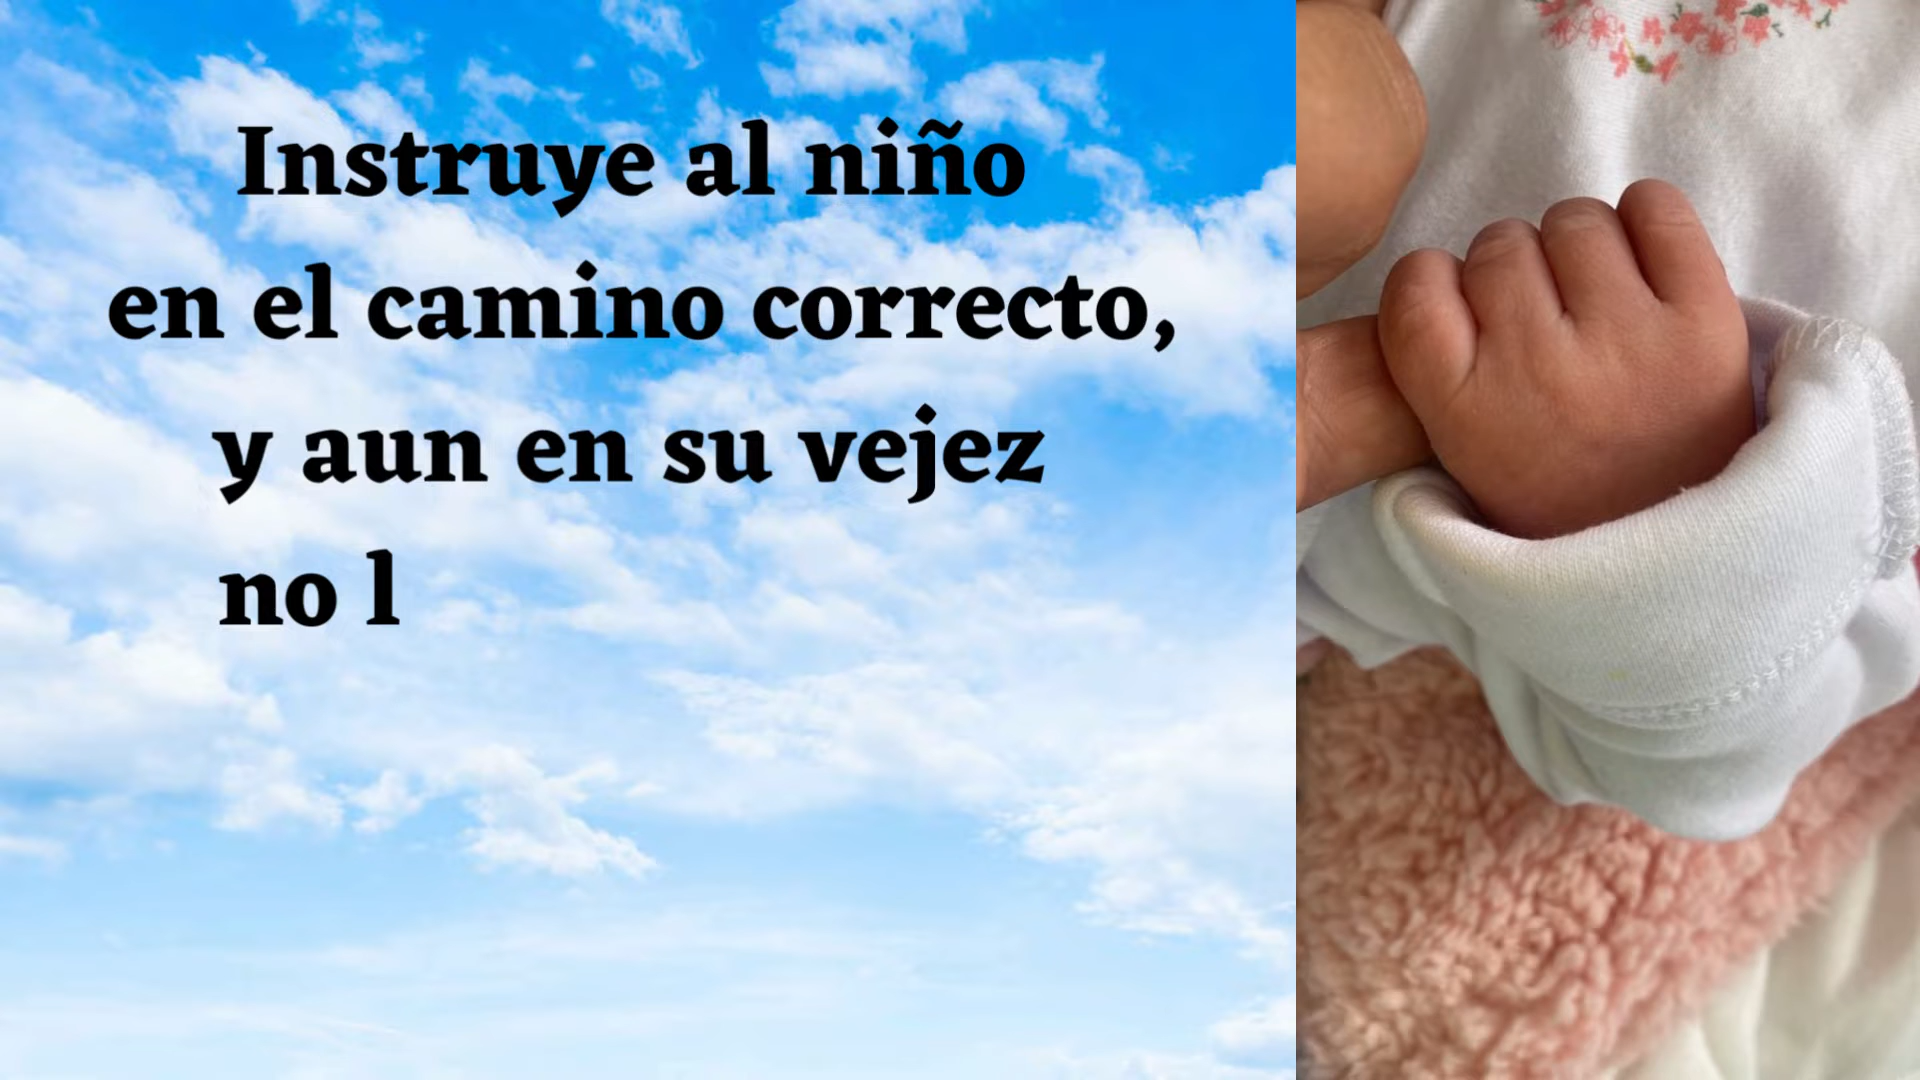 Instruye al niño
en el camino correcto,
y aun en su vejez
no l